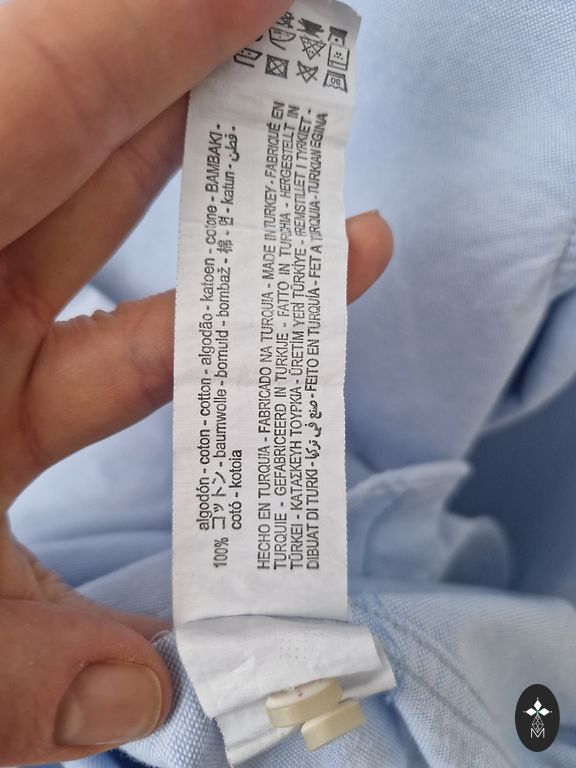 algodón - coton - cotton - algodão - katoen - cotone - BAMBAKI -
100% コットン - baumwolle - bomuld - bombaž - 棉 - 면 - katun - قطن -
cotó - kotoia
HECHO EN TURQUÍA - FABRICADO NA TURQUIA - MADE IN TURKEY - FABRIQUÉ EN
TURQUIE - GEFABRICEERD IN TURKIJE - FATTO IN TURCHIA - HERGESTELLT IN
TÜRKEI - ΚΑΤΑΣΚΕΥΗ ΤΟΥΡΚΙΑ - ÜRETİM YERİ TÜRKİYE - FREMSTILLET I TYRKIET -
DIBUAT DI TURKI - صنع في تركيا - FEITO EN TURQUÍA - FET A TURQUIA - TURKIAN EGINA
M